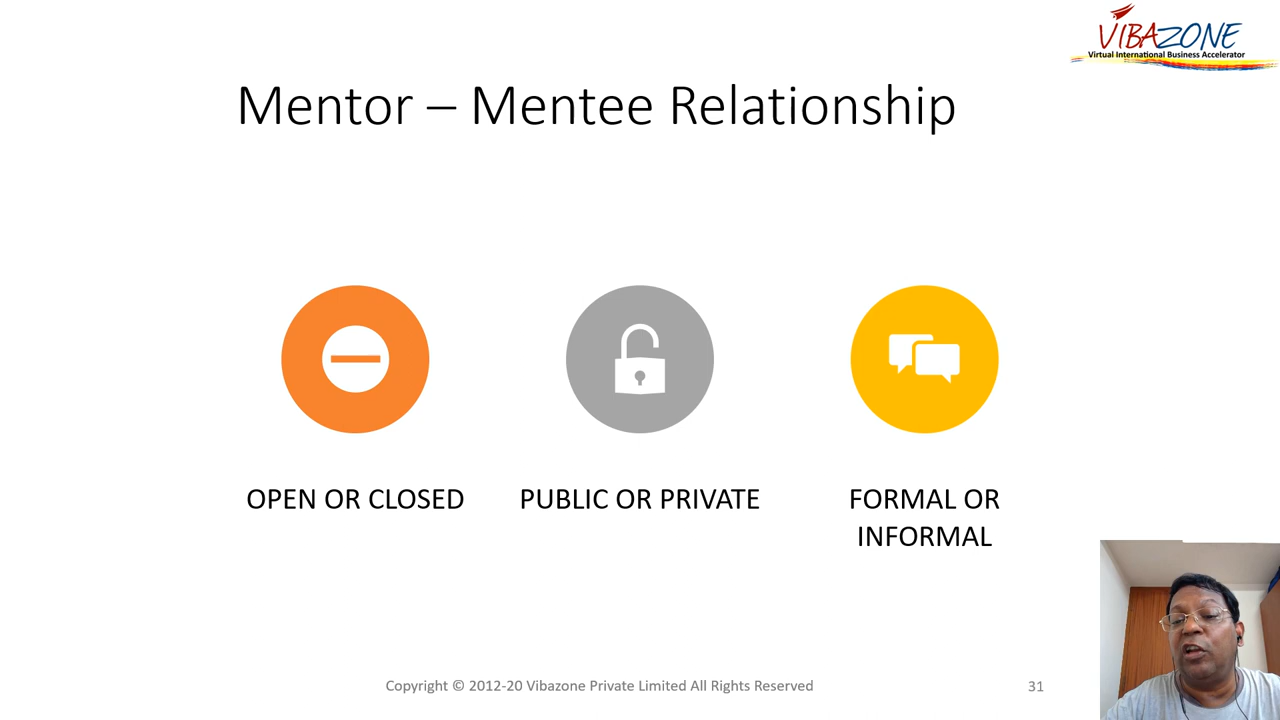 VIBAZONE
Virtual International Business Accelerator
Mentor – Mentee Relationship
OPEN OR CLOSED
PUBLIC OR PRIVATE
FORMAL OR
INFORMAL
Copyright © 2012-20 Vibazone Private Limited All Rights Reserved
31